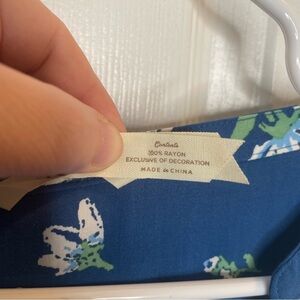 Contents
100% RAYON
EXCLUSIVE OF DECORATION
MADE in CHINA